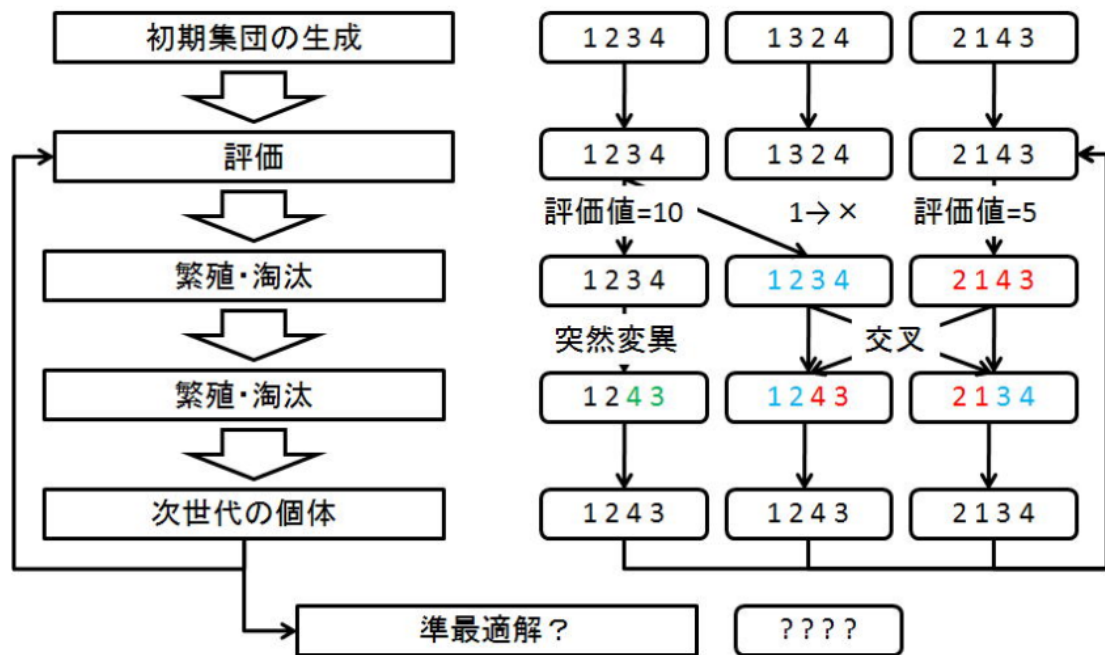 初期集団の生成
1 2 3 4
1 3 2 4
2 1 4 3
評価
1 2 3 4
1 3 2 4
2 1 4 3
評価値=10
1→×
評価値=5
繁殖・淘汰
1 2 3 4
1 2 3 4
2 1 4 3
突然変異
交叉
繁殖・淘汰
1 2 4 3
1 2 4 3
2 1 3 4
次世代の個体
1 2 4 3
1 2 4 3
2 1 3 4
準最適解？
? ? ? ?